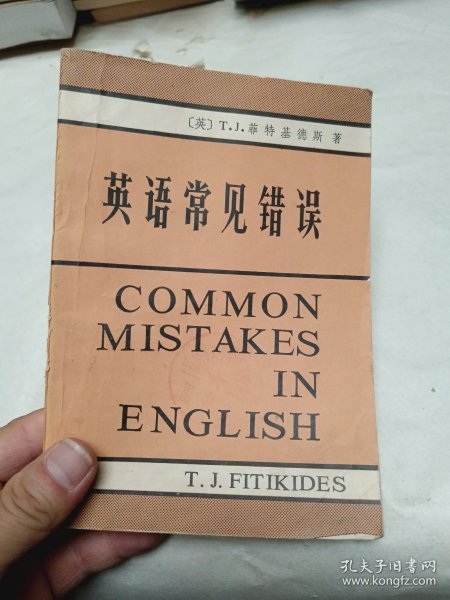 〔英〕T.J.菲特基德斯 著
英语常见错误
COMMON
MISTAKES
IN
ENGLISH
T. J. FITIKIDES
孔夫子旧书网
www.kongfz.com